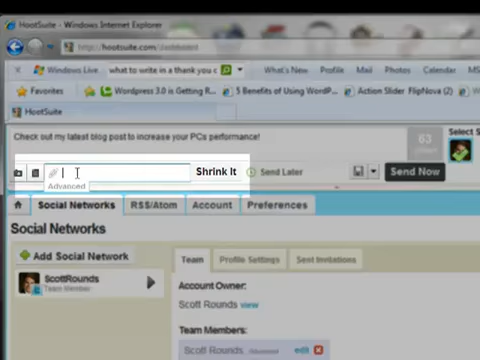 HootSuite - Windows Internet Explorer
http://hootsuite.com/dashboard
Windows Live
what to write in a thank you c
What's New Profile Mail Photos Calendar
Favorites Wordpress 3.0 is Getting R... 5 Benefits of Using WordP... Action Slider FlipNova (2)
HootSuite
Check out my latest blog post to increase your PCs performance!
63
Select S
Shrink It Send Later Send Now
Advanced
Social Networks RSS/Atom Account Preferences
Social Networks
Add Social Network
ScottRounds
Team Member
Team Profile Settings Sent Invitations
Account Owner:
Scott Rounds view
Team Members:
Scott Rounds Advanced edit